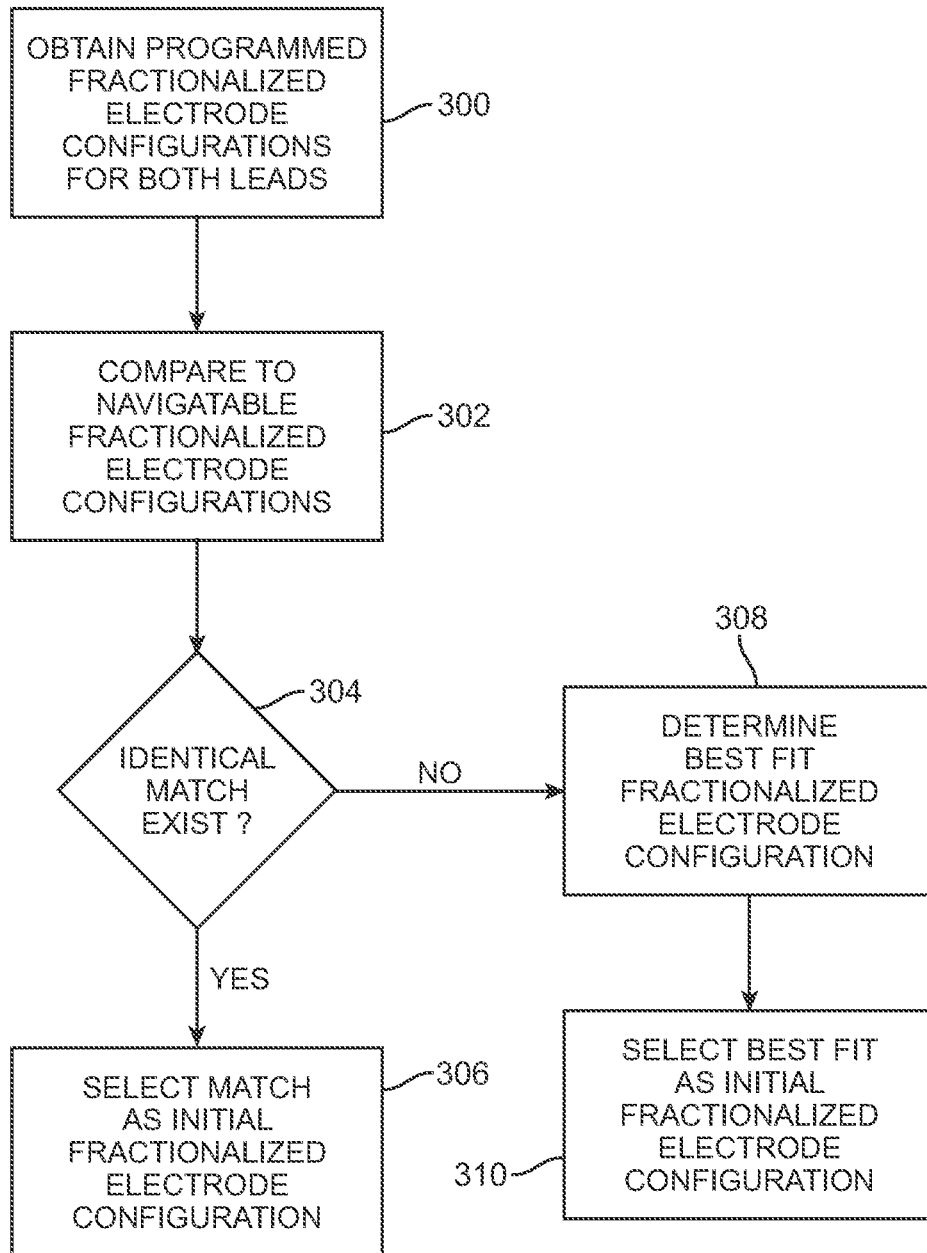 OBTAIN PROGRAMMED
FRACTIONALIZED
ELECTRODE
CONFIGURATIONS
FOR BOTH LEADS
300
COMPARE TO
NAVIGATABLE
FRACTIONALIZED
ELECTRODE
CONFIGURATIONS
302
IDENTICAL
MATCH
EXIST ?
304
NO
YES
308
DETERMINE
BEST FIT
FRACTIONALIZED
ELECTRODE
CONFIGURATION
SELECT MATCH
AS INITIAL
FRACTIONALIZED
ELECTRODE
CONFIGURATION
306
SELECT BEST FIT
AS INITIAL
FRACTIONALIZED
ELECTRODE
CONFIGURATION
310